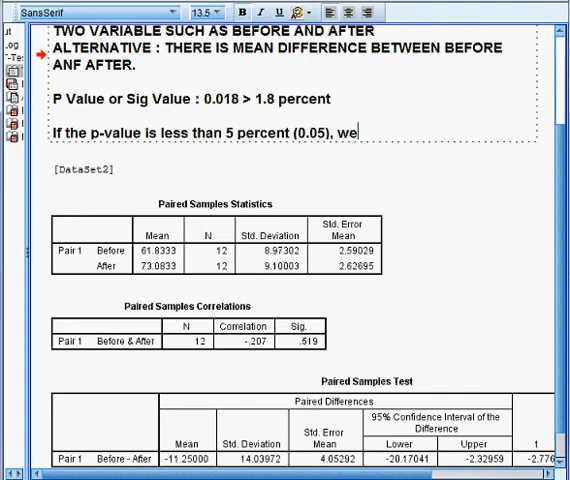 SansSerif 13.5 B I U
TWO VARIABLE SUCH AS BEFORE AND AFTER
ALTERNATIVE : THERE IS MEAN DIFFERENCE BETWEEN BEFORE
ANF AFTER.
P Value or Sig Value : 0.018 > 1.8 percent
If the p-value is less than 5 percent (0.05), we
[DataSet2]
Paired Samples Statistics
Mean N Std. Deviation Std. Error Mean
Pair 1 Before 61.8333 12 8.97302 2.59029
After 73.0833 12 9.10003 2.62695
Paired Samples Correlations
N Correlation Sig.
Pair 1 Before & After 12 -.207 .519
Paired Samples Test
Paired Differences
95% Confidence Interval of the Difference
Mean Std. Deviation Std. Error Mean Lower Upper t
Pair 1 Before - After -11.25000 14.03972 4.05292 -20.17041 -2.32959 -2.776